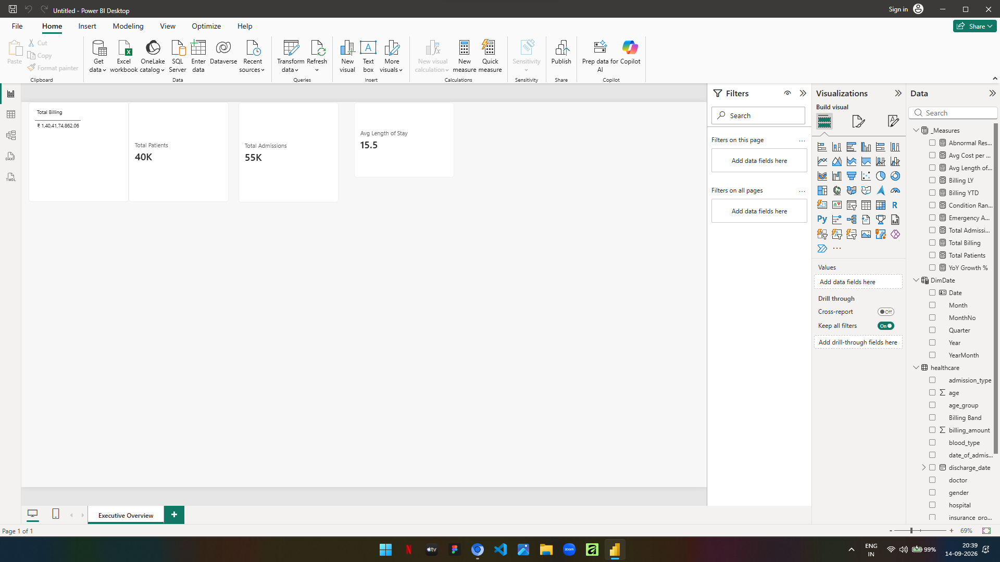 Untitled - Power BI Desktop
Sign in
File
Home
Insert
Modeling
View
Optimize
Help
Share
Paste
Cut
Copy
Format painter
Clipboard
Get data
Excel workbook
OneLake catalog
SQL Server
Enter data
Dataverse
Recent sources
Data
Transform data
Refresh
Queries
New visual
Text box
More visuals
Insert
New visual calculation
New measure
Quick measure
Calculations
Sensitivity
Sensitivity
Publish
Share
Prep data for AI
Copilot
Copilot
DAX
TMDL
Total Billing
₹ 1,40,41,74,862.06
Total Patients
40K
Total Admissions
55K
Avg Length of Stay
15.5
Filters
Search
Filters on this page
...
Add data fields here
Filters on all pages
...
Add data fields here
Visualizations
Build visual
123
R
Py
...
Values
Add data fields here
Drill through
Cross-report
Off
Keep all filters
On
Add drill-through fields here
Data
Search
_Measures
Abnormal Res...
Avg Cost per ...
Avg Length of...
Billing LY
Billing YTD
Condition Ran...
Emergency A...
Total Admissi...
Total Billing
Total Patients
YoY Growth %
DimDate
Date
Month
MonthNo
Quarter
Year
YearMonth
healthcare
admission_type
Σ age
age_group
Billing Band
Σ billing_amount
blood_type
date_of_admis...
discharge_date
doctor
gender
hospital
insurance_pro...
Executive Overview
+
Page 1 of 1
- + 69%
N
tv
zoom
ENG
IN
99%
20:39
14-09-2026